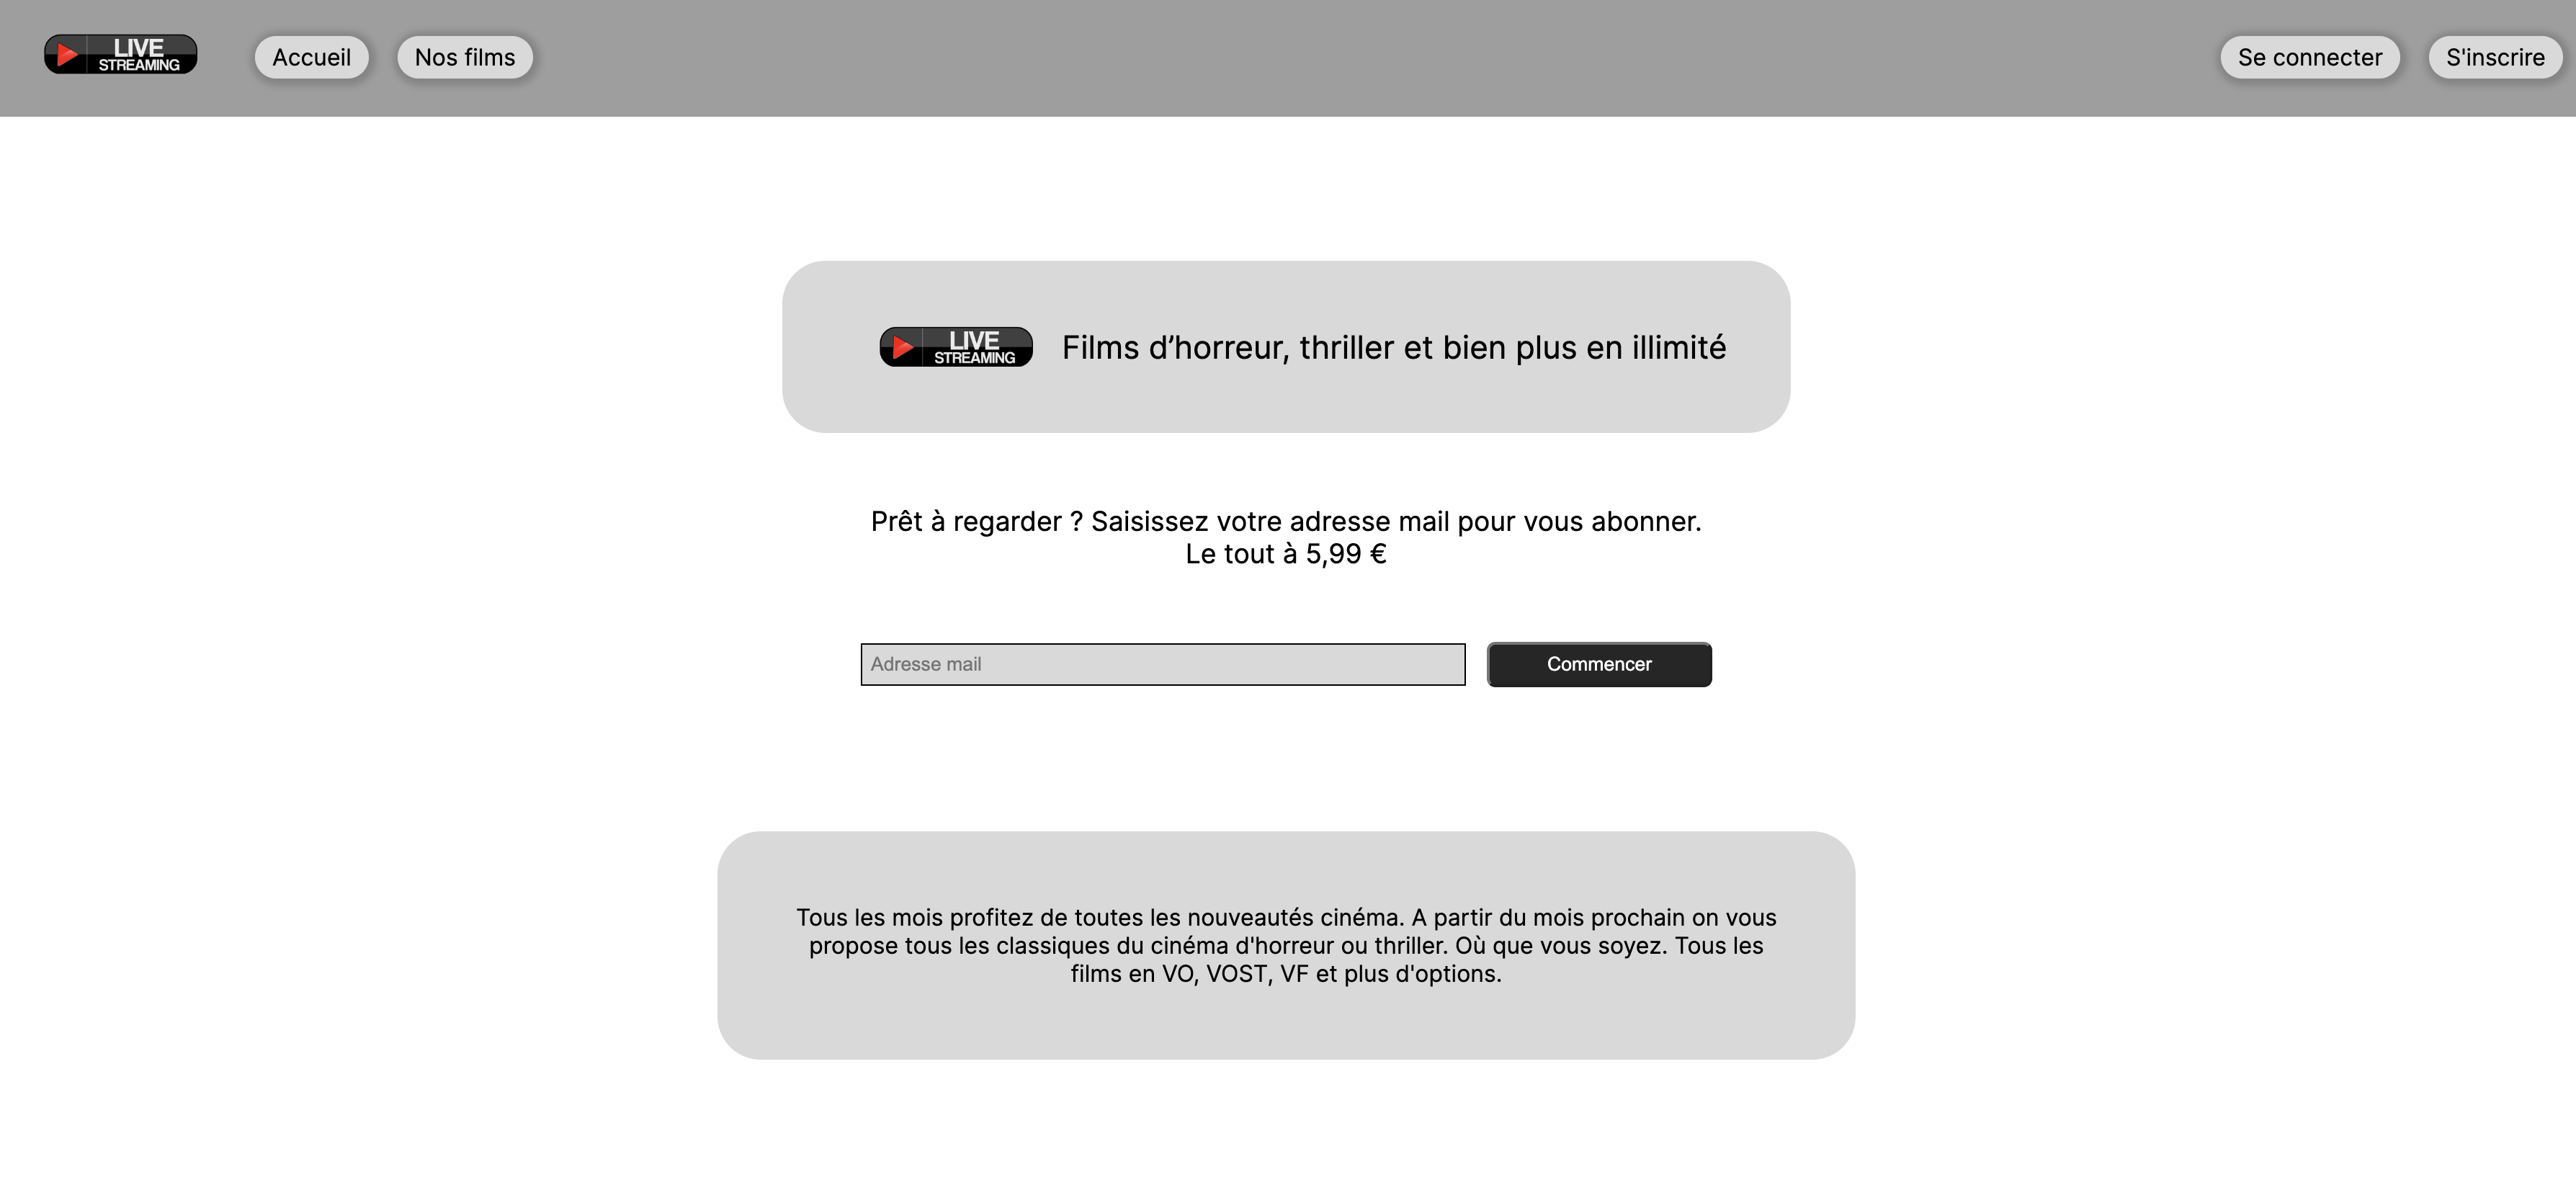 LIVE
STREAMING
Accueil
Nos films
Se connecter
S'inscrire
LIVE
STREAMING
Films d’horreur, thriller et bien plus en illimité
Prêt à regarder ? Saisissez votre adresse mail pour vous abonner.
Le tout à 5,99 €
Adresse mail
Commencer
Tous les mois profitez de toutes les nouveautés cinéma. A partir du mois prochain on vous
propose tous les classiques du cinéma d'horreur ou thriller. Où que vous soyez. Tous les
films en VO, VOST, VF et plus d'options.